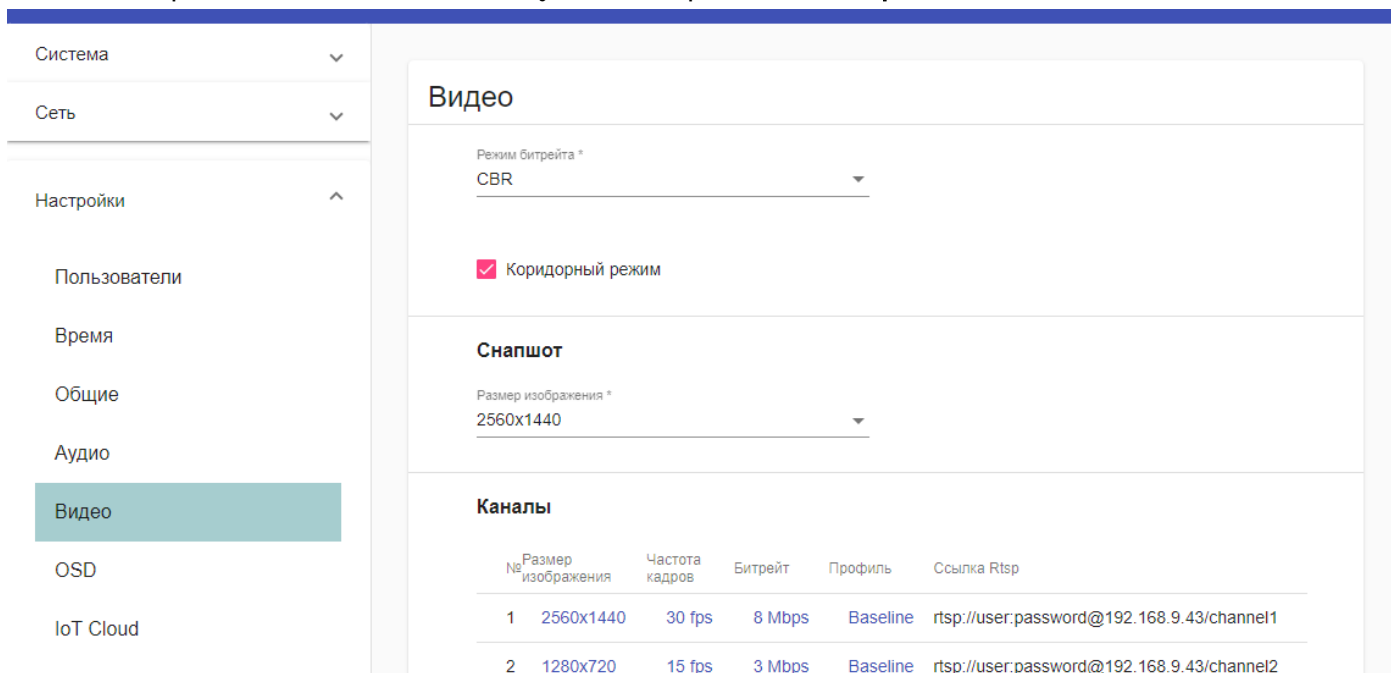 Система
Сеть
Настройки
Пользователи
Время
Общие
Аудио
Видео
OSD
IoT Cloud
Видео
Режим битрейта *
CBR
Коридорный режим
Снапшот
Размер изображения *
2560x1440
Каналы
№ Размер изображения Частота кадров Битрейт Профиль Ссылка Rtsp
1 2560x1440 30 fps 8 Mbps Baseline rtsp://user:password@192.168.9.43/channel1
2 1280x720 15 fps 3 Mbps Baseline rtsp://user:password@192.168.9.43/channel2